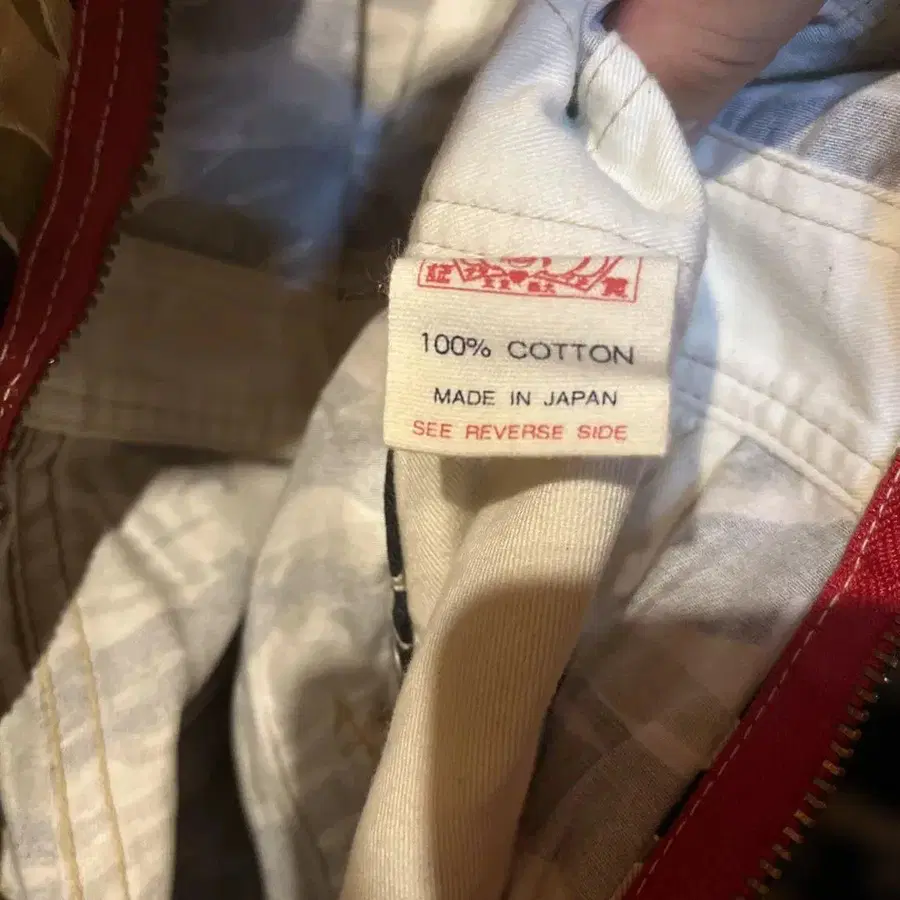 100% COTTON
MADE IN JAPAN
SEE REVERSE SIDE